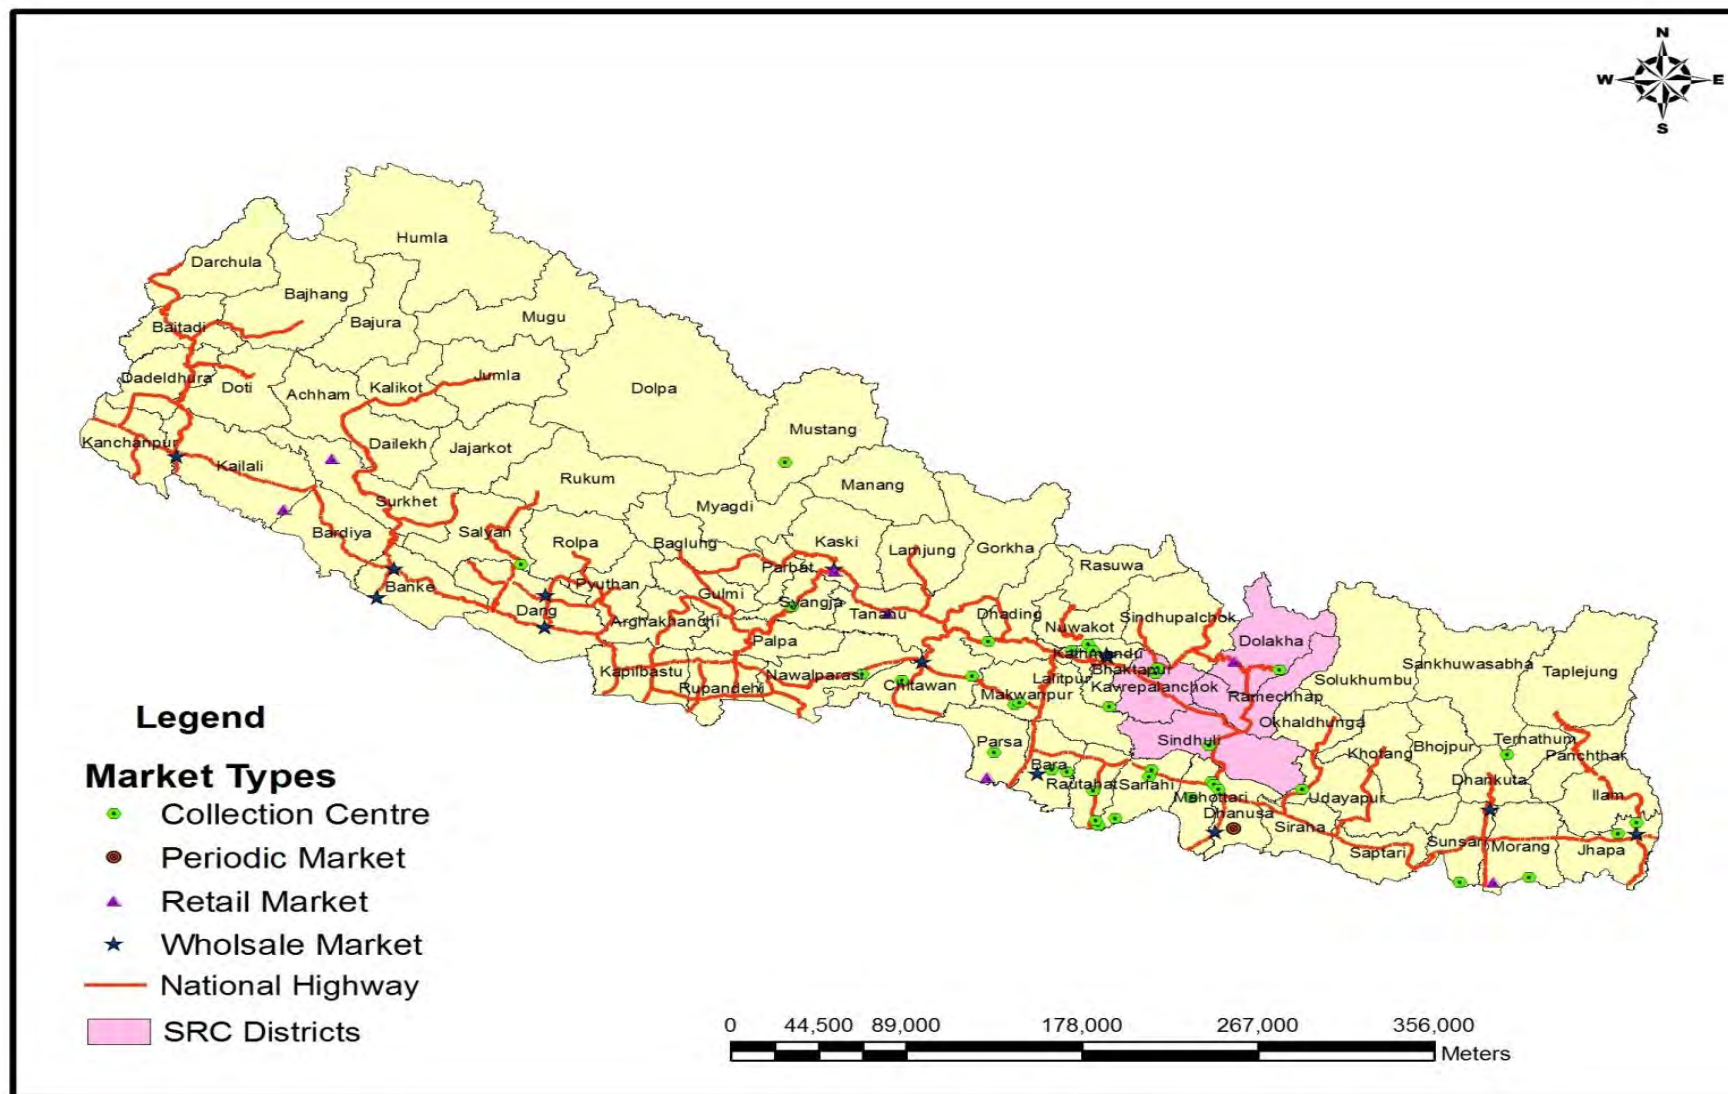 N
W E
S
Humla
Darchula
Bajhang
Mugu
Bajura
Baitadi
Jumla
Dadeldhura
Doti
Kalikot
Dolpa
Achham
Mustang
Kanchanpur
Dailekh
Jajarkot
Kailali
Rukum
Manang
Surkhet
Myagdi
Bardiya
Salyan
Rolpa
Baglung
Kaski
Lamjung
Gorkha
Parbat
Rasuwa
Banke
Pyuthan
Gulmi
Syangja
Dang
Tanahu
Dhading
Sindhupalchok
Arghakhanchi
Nuwakot
Palpa
Dolakha
Kathmandu
Sankhuwasabha
Kapilbastu
Nawalparasi
Bhaktapur
Taplejung
Rupandehi
Chitawan
Lalitpur
Kavrepalanchok
Solukhumbu
Makwanpur
Ramechhap
Okhaldhunga
Parsa
Sindhuli
Khotang
Bhojpur
Terhathum
Panchthar
Bara
Rautahat
Sarlahi
Dhankuta
Mahottari
Udayapur
Ilam
Dhanusa
Siraha
Saptari
Sunsari
Morang
Jhapa
Legend
Market Types
Collection Centre
Periodic Market
Retail Market
Wholsale Market
National Highway
SRC Districts
0 44,500 89,000 178,000 267,000 356,000
Meters